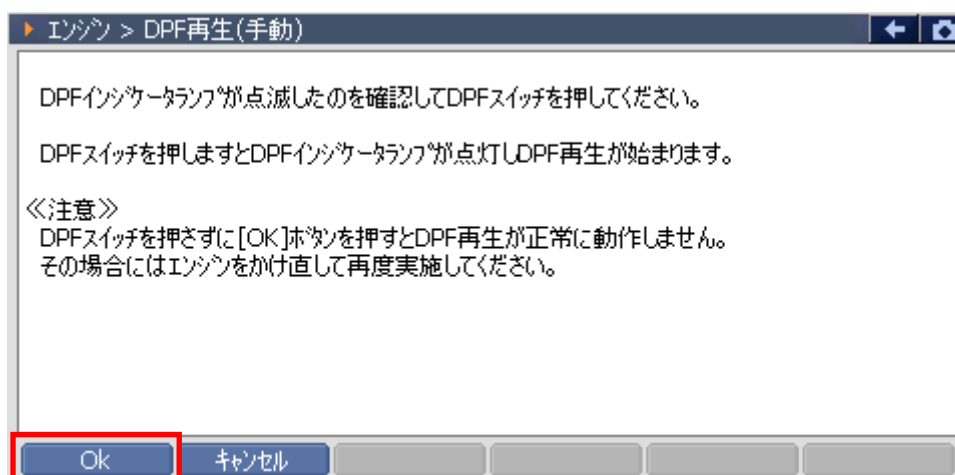 エンジン > DPF再生(手動)
DPFインジケータランプが点滅したのを確認してDPFスイッチを押してください。
DPFスイッチを押しますとDPFインジケータランプが点灯しDPF再生が始まります。
≪注意≫
DPFスイッチを押さずに[OK]ボタンを押すとDPF再生が正常に動作しません。
その場合にはエンジンをかけ直して再度実施してください。
Ok キャンセル